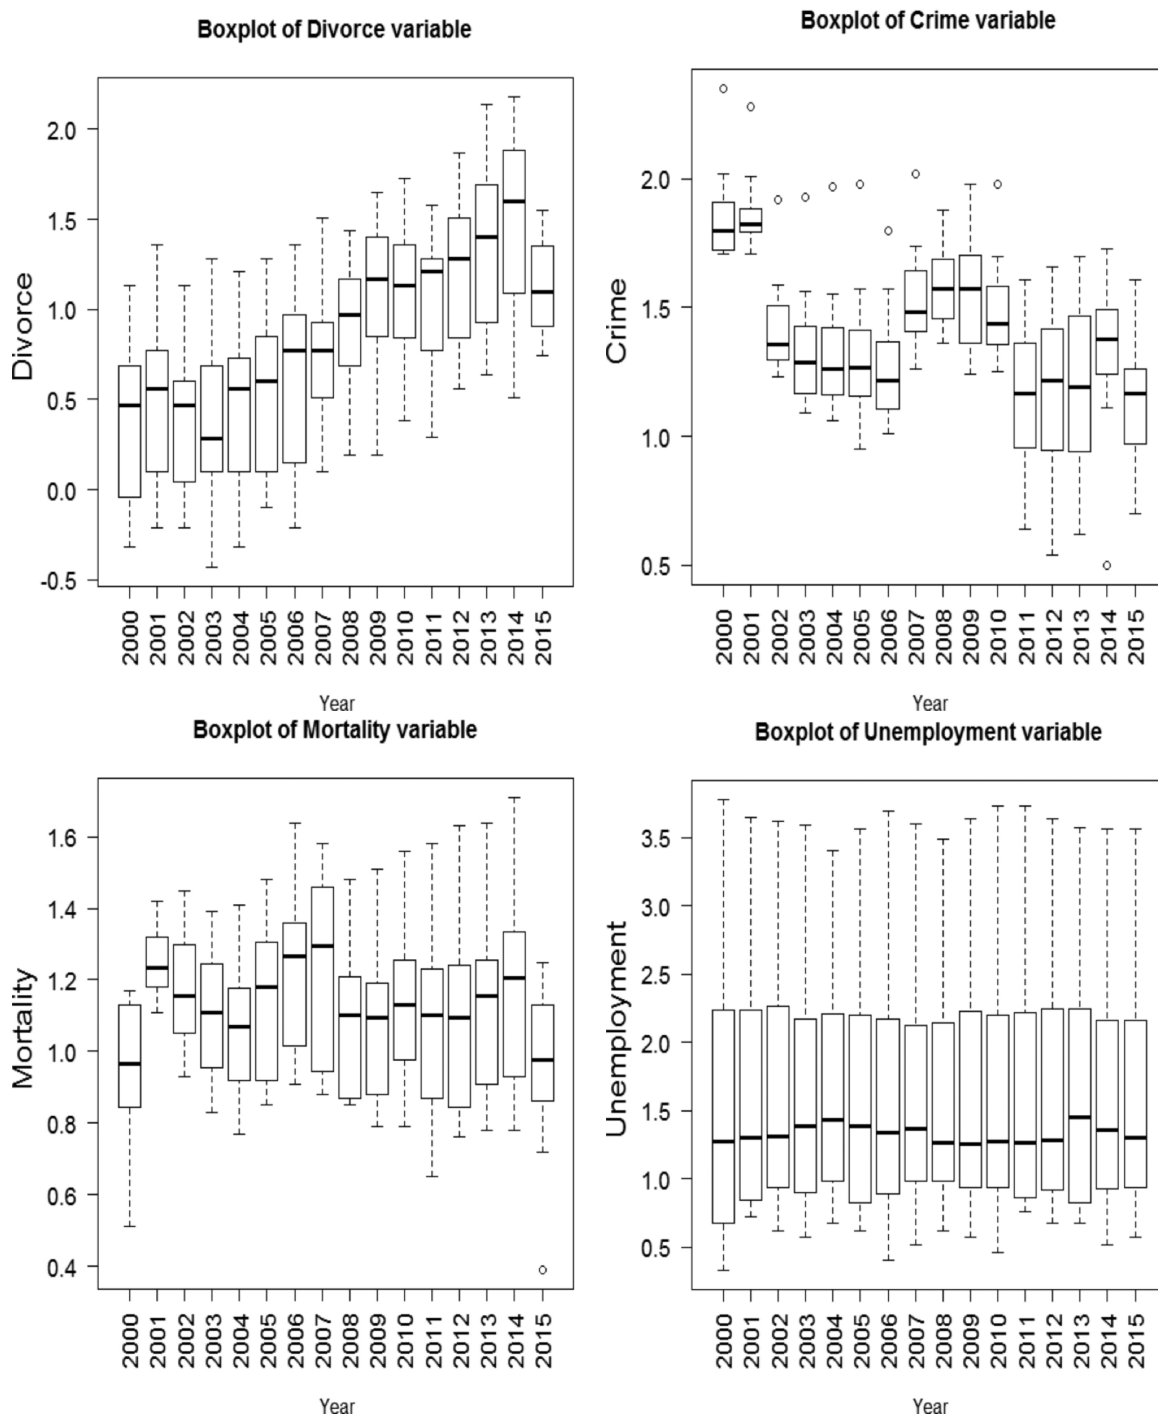 Boxplot of Divorce variable
Divorce
2.0
1.5
1.0
0.5
0.0
-0.5
2000 2001 2002 2003 2004 2005 2006 2007 2008 2009 2010 2011 2012 2013 2014 2015
Year
Boxplot of Crime variable
Crime
2.0
1.5
1.0
0.5
2000 2001 2002 2003 2004 2005 2006 2007 2008 2009 2010 2011 2012 2013 2014 2015
Year
Boxplot of Mortality variable
Mortality
1.6
1.4
1.2
1.0
0.8
0.6
0.4
2000 2001 2002 2003 2004 2005 2006 2007 2008 2009 2010 2011 2012 2013 2014 2015
Year
Boxplot of Unemployment variable
Unemployment
3.5
3.0
2.5
2.0
1.5
1.0
0.5
2000 2001 2002 2003 2004 2005 2006 2007 2008 2009 2010 2011 2012 2013 2014 2015
Year